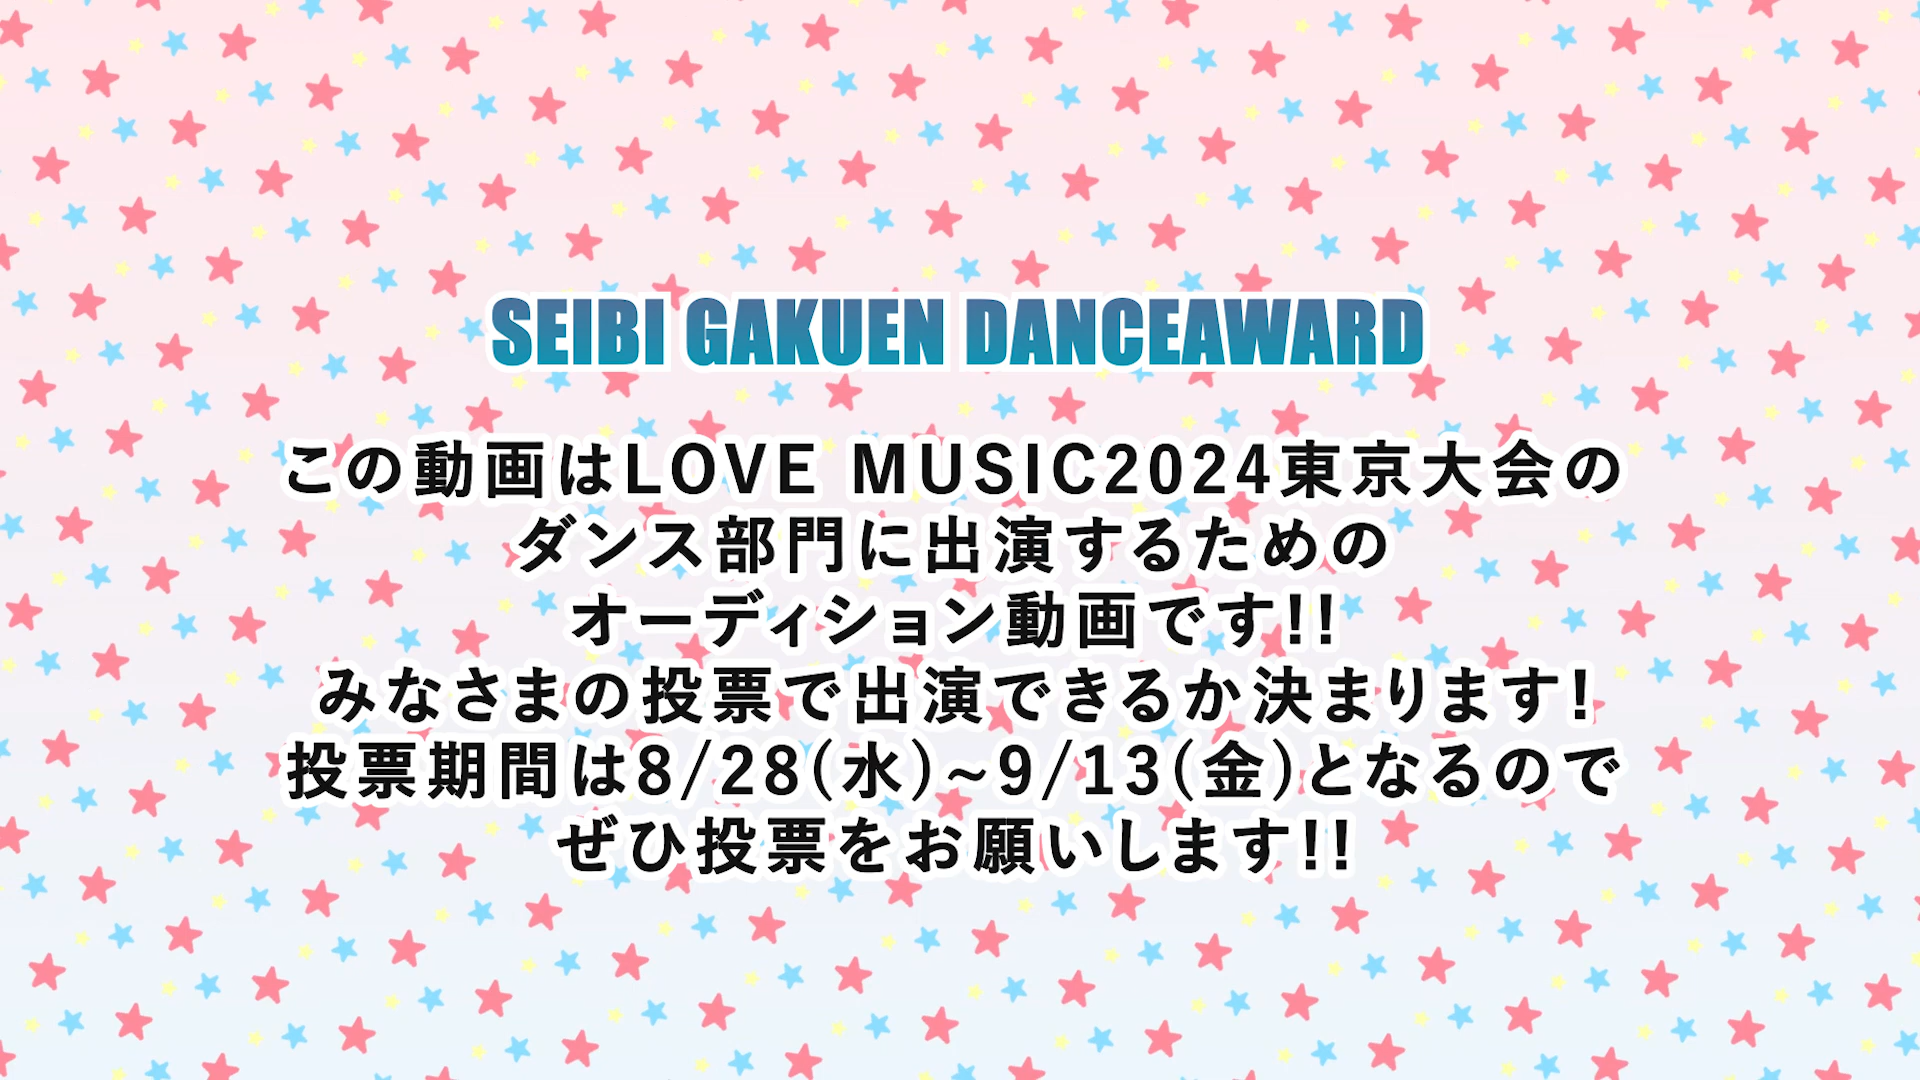 SEIBI GAKUEN DANCEAWARD
この動画はLOVE MUSIC2024東京大会の
ダンス部門に出演するための
オーディション動画です!!
みなさまの投票で出演できるか決まります!
投票期間は8/28(水)~9/13(金)となるので
ぜひ投票をお願いします!!